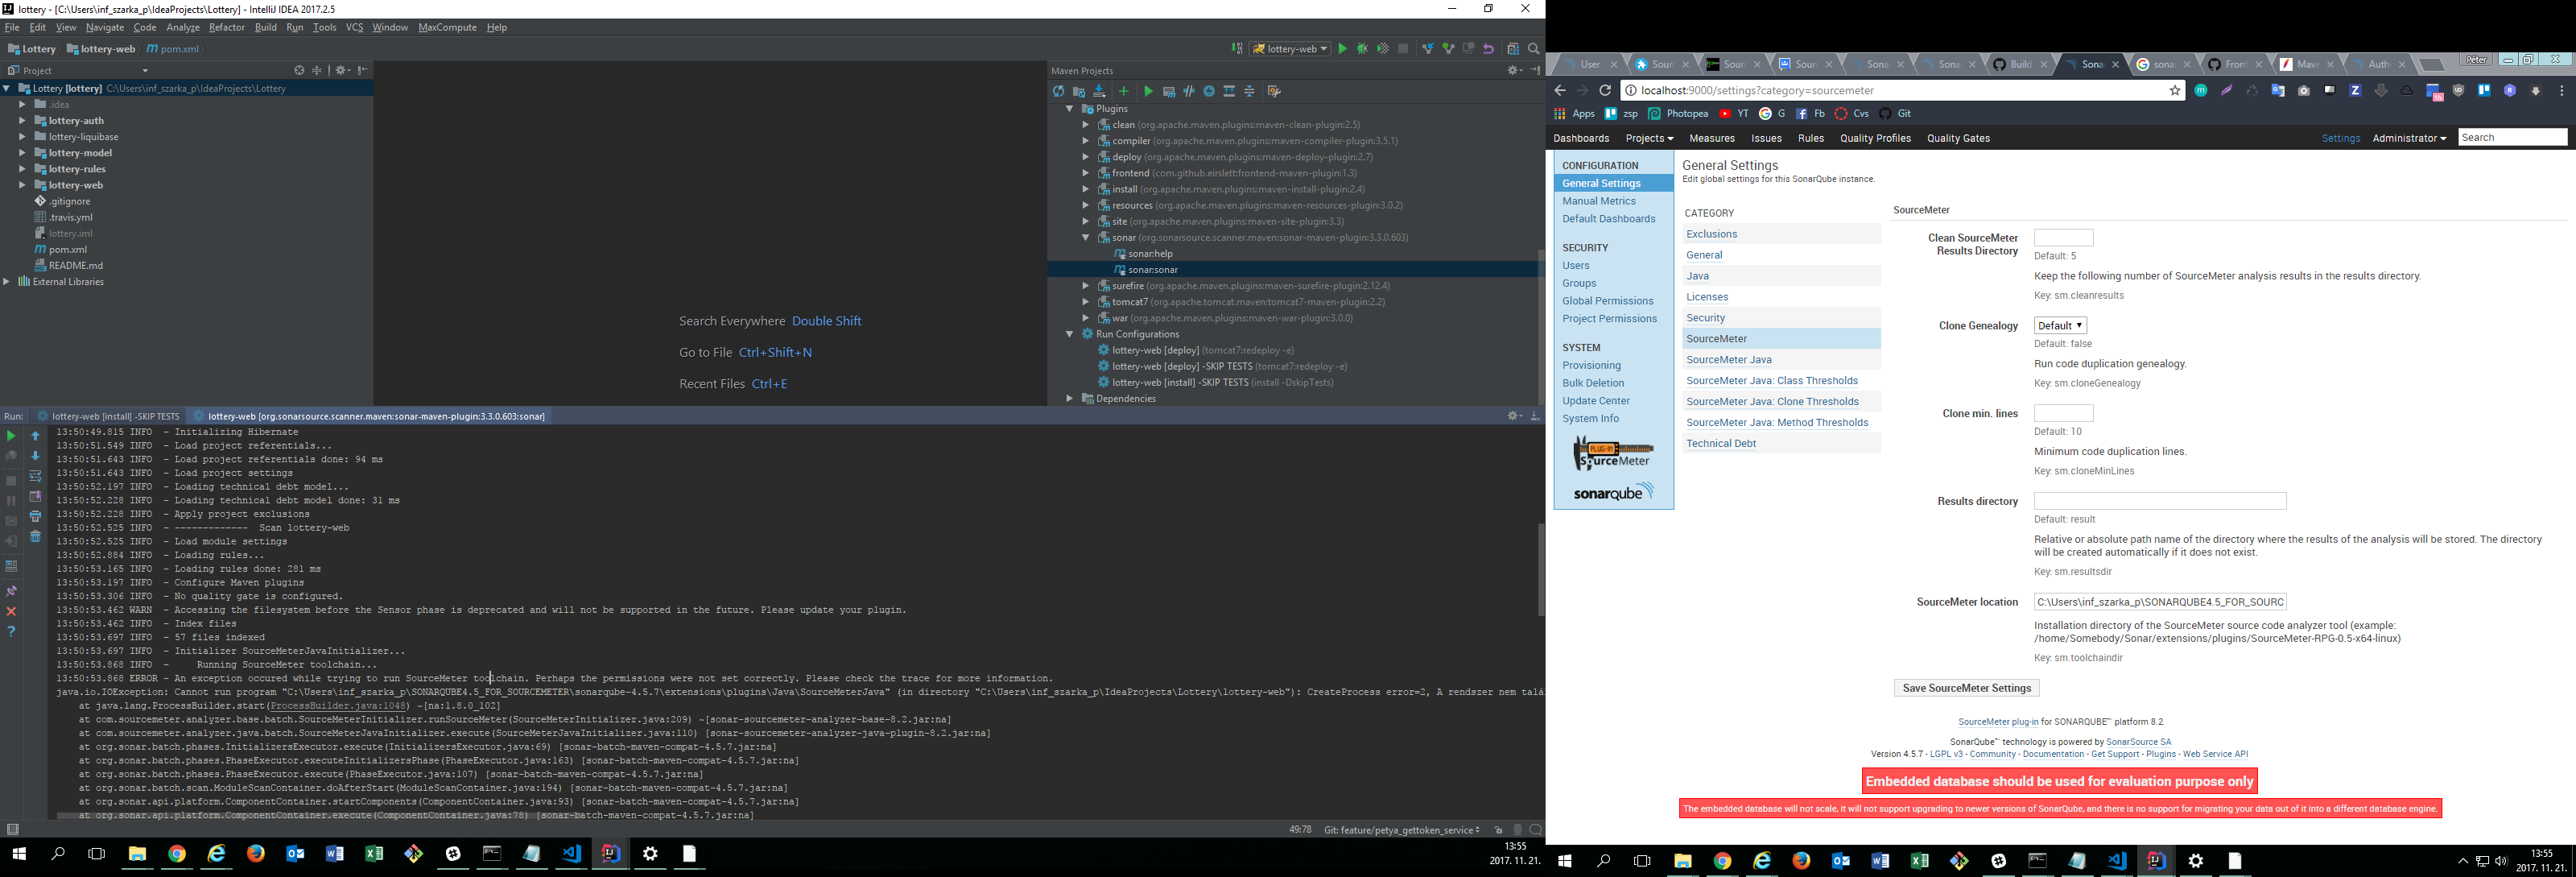 lottery - [C:\Users\inf_szarka_p\IdeaProjects\Lottery] - IntelliJ IDEA 2017.2.5
File Edit View Navigate Code Analyze Refactor Build Run Tools VCS Window MaxCompute Help
Lottery lottery-web pom.xml
lottery-web
Project
Lottery [lottery] C:\Users\inf_szarka_p\IdeaProjects\Lottery
.idea
lottery-auth
lottery-liquibase
lottery-model
lottery-rules
lottery-web
.gitignore
.travis.yml
lottery.iml
pom.xml
README.md
External Libraries
Search Everywhere Double Shift
Go to File Ctrl+Shift+N
Recent Files Ctrl+E
Maven Projects
Plugins
clean (org.apache.maven.plugins:maven-clean-plugin:2.5)
compiler (org.apache.maven.plugins:maven-compiler-plugin:3.5.1)
deploy (org.apache.maven.plugins:maven-deploy-plugin:2.7)
frontend (com.github.eirslett:frontend-maven-plugin:1.3)
install (org.apache.maven.plugins:maven-install-plugin:2.4)
resources (org.apache.maven.plugins:maven-resources-plugin:3.0.2)
site (org.apache.maven.plugins:maven-site-plugin:3.3)
sonar (org.sonarsource.scanner.maven:sonar-maven-plugin:3.3.0.603)
sonar:help
sonar:sonar
surefire (org.apache.maven.plugins:maven-surefire-plugin:2.12.4)
tomcat7 (org.apache.tomcat.maven:tomcat7-maven-plugin:2.2)
war (org.apache.maven.plugins:maven-war-plugin:3.0.0)
Run Configurations
lottery-web [deploy] (tomcat7:redeploy -e)
lottery-web [deploy] -SKIP TESTS (tomcat7:redeploy -e)
lottery-web [install] -SKIP TESTS (install -DskipTests)
Dependencies
Run: lottery-web [install] -SKIP TESTS lottery-web [org.sonarsource.scanner.maven:sonar-maven-plugin:3.3.0.603:sonar]
13:50:49.815 INFO - Initializing Hibernate
13:50:51.549 INFO - Load project referentials...
13:50:51.643 INFO - Load project referentials done: 94 ms
13:50:51.643 INFO - Load project settings
13:50:52.197 INFO - Loading technical debt model...
13:50:52.228 INFO - Loading technical debt model done: 31 ms
13:50:52.228 INFO - Apply project exclusions
13:50:52.525 INFO - ------------- Scan lottery-web
13:50:52.525 INFO - Load module settings
13:50:52.884 INFO - Loading rules...
13:50:53.165 INFO - Loading rules done: 281 ms
13:50:53.197 INFO - Configure Maven plugins
13:50:53.306 INFO - No quality gate is configured.
13:50:53.462 WARN - Accessing the filesystem before the Sensor phase is deprecated and will not be supported in the future. Please update your plugin.
13:50:53.462 INFO - Index files
13:50:53.697 INFO - 57 files indexed
13:50:53.697 INFO - Initializer SourceMeterJavaInitializer...
13:50:53.868 INFO - Running SourceMeter toolchain...
13:50:53.868 ERROR - An exception occured while trying to run SourceMeter toolchain. Perhaps the permissions were not set correctly. Please check the trace for more information.
java.io.IOException: Cannot run program "C:\Users\inf_szarka_p\SONARQUBE4.5_FOR_SOURCEMETER\sonarqube-4.5.7\extensions\plugins\Java\SourceMeterJava" (in directory "C:\Users\inf_szarka_p\IdeaProjects\Lottery\lottery-web"): CreateProcess error=2, A rendszer nem talá
at java.lang.ProcessBuilder.start(ProcessBuilder.java:1048) ~[na:1.8.0_102]
at com.sourcemeter.analyzer.base.batch.SourceMeterInitializer.runSourceMeter(SourceMeterInitializer.java:209) ~[sonar-sourcemeter-analyzer-base-8.2.jar:na]
at com.sourcemeter.analyzer.java.batch.SourceMeterJavaInitializer.execute(SourceMeterJavaInitializer.java:110) [sonar-sourcemeter-analyzer-java-plugin-8.2.jar:na]
at org.sonar.batch.phases.InitializersExecutor.execute(InitializersExecutor.java:69) [sonar-batch-maven-compat-4.5.7.jar:na]
at org.sonar.batch.phases.PhaseExecutor.executeInitializersPhase(PhaseExecutor.java:163) [sonar-batch-maven-compat-4.5.7.jar:na]
at org.sonar.batch.phases.PhaseExecutor.execute(PhaseExecutor.java:107) [sonar-batch-maven-compat-4.5.7.jar:na]
at org.sonar.batch.scan.ModuleScanContainer.doAfterStart(ModuleScanContainer.java:194) [sonar-batch-maven-compat-4.5.7.jar:na]
at org.sonar.api.platform.ComponentContainer.startComponents(ComponentContainer.java:93) [sonar-batch-maven-compat-4.5.7.jar:na]
at org.sonar.api.platform.ComponentContainer.execute(ComponentContainer.java:78) [sonar-batch-maven-compat-4.5.7.jar:na]
49:78 Git: feature/petya_gettoken_service
13:55
2017. 11. 21.
User Sourc Sourc Sourc Sona Sona Build Sona sona Front Mave Auth Péter
localhost:9000/settings?category=sourcemeter
Apps zsp Photopea YT G Fb Cvs Git
Dashboards Projects Measures Issues Rules Quality Profiles Quality Gates Settings Administrator Search
CONFIGURATION
General Settings
Manual Metrics
Default Dashboards
SECURITY
Users
Groups
Global Permissions
Project Permissions
SYSTEM
Provisioning
Bulk Deletion
Update Center
System Info
PLUG-IN
SourceMeter
sonarqube
General Settings
Edit global settings for this SonarQube instance.
CATEGORY
Exclusions
General
Java
Licenses
Security
SourceMeter
SourceMeter Java
SourceMeter Java: Class Thresholds
SourceMeter Java: Clone Thresholds
SourceMeter Java: Method Thresholds
Technical Debt
SourceMeter
Clean SourceMeter
Results Directory
Default: 5
Keep the following number of SourceMeter analysis results in the results directory.
Key: sm.cleanresults
Clone Genealogy Default
Default: false
Run code duplication genealogy.
Key: sm.cloneGenealogy
Clone min. lines
Default: 10
Minimum code duplication lines.
Key: sm.cloneMinLines
Results directory
Default: result
Relative or absolute path name of the directory where the results of the analysis will be stored. The directory
will be created automatically if it does not exist.
Key: sm.resultsdir
SourceMeter location C:\Users\inf_szarka_p\SONARQUBE4.5_FOR_SOURC
Installation directory of the SourceMeter source code analyzer tool (example:
/home/Somebody/Sonar/extensions/plugins/SourceMeter-RPG-0.5-x64-linux)
Key: sm.toolchaindir
Save SourceMeter Settings
SourceMeter plug-in for SONARQUBE™ platform 8.2
SonarQube™ technology is powered by SonarSource SA
Version 4.5.7 - LGPL v3 - Community - Documentation - Get Support - Plugins - Web Service API
Embedded database should be used for evaluation purpose only
The embedded database will not scale, it will not support upgrading to newer versions of SonarQube, and there is no support for migrating your data out of it into a different database engine.
13:55
2017. 11. 21.